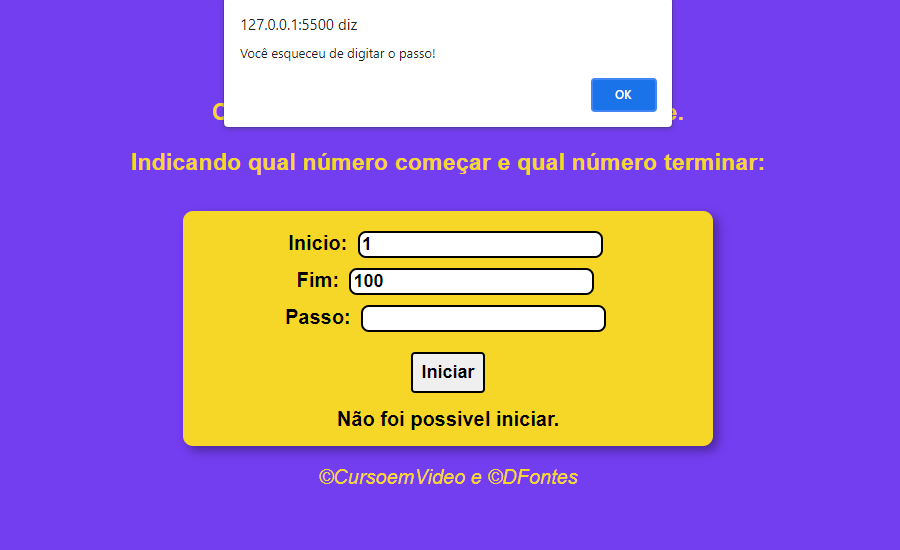 127.0.0.1:5500 diz
Você esqueceu de digitar o passo!
OK
Indicando qual número começar e qual número terminar:
Inicio: 1
Fim: 100
Passo:
Iniciar
Não foi possivel iniciar.
©CursoemVideo e ©DFontes